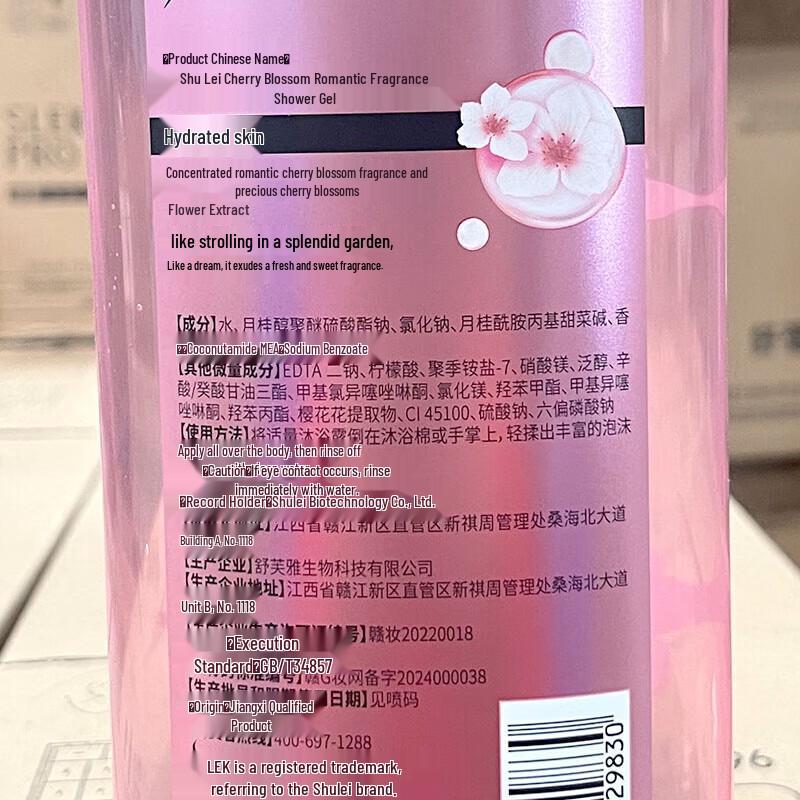 Product Chinese Name
Shu Lei Cherry Blossom Romantic Fragrance
Shower Gel
Hydrated skin
Concentrated romantic cherry blossom fragrance and
precious cherry blossoms
Flower Extract
like strolling in a splendid garden,
Like a dream, it exudes a fresh and sweet fragrance.
【成分】水、月桂醇聚醚硫酸酯钠、氯化钠、月桂酰胺丙基甜菜碱、香
Coconutamide MEA Sodium Benzoate
【其他微量成分】EDTA 二钠、柠檬酸、聚季铵盐-7、硝酸镁、泛醇、辛
酸/癸酸甘油三酯、甲基氯异噻唑啉酮、氯化镁、羟苯甲酯、甲基异噻
唑啉酮、羟苯丙酯、樱花花提取物、CI 45100、硫酸钠、六偏磷酸钠
【使用方法】将适量沐浴露倒在沐浴棉或手掌上，轻揉出丰富的泡沫
Apply all over the body, then rinse off
Caution If eye contact occurs, rinse
immediately with water.
Record Holder Shulei Biotechnology Co., Ltd.
江西省赣江新区直管区新祺周管理处桑海北大道
Building A, No. 1118
【生产企业】舒芙雅生物科技有限公司
【生产企业地址】江西省赣江新区直管区新祺周管理处桑海北大道
Unit B, No. 1118
号】赣妆20220018
Execution
Standard GB/T34857
标准编号】赣G妆网备字2024000038
日期】见喷码
Origin Jiangxi Qualified
Product
400-697-1288
LEK is a registered trademark,
referring to the Shulei brand.
29830
SLE
PRO